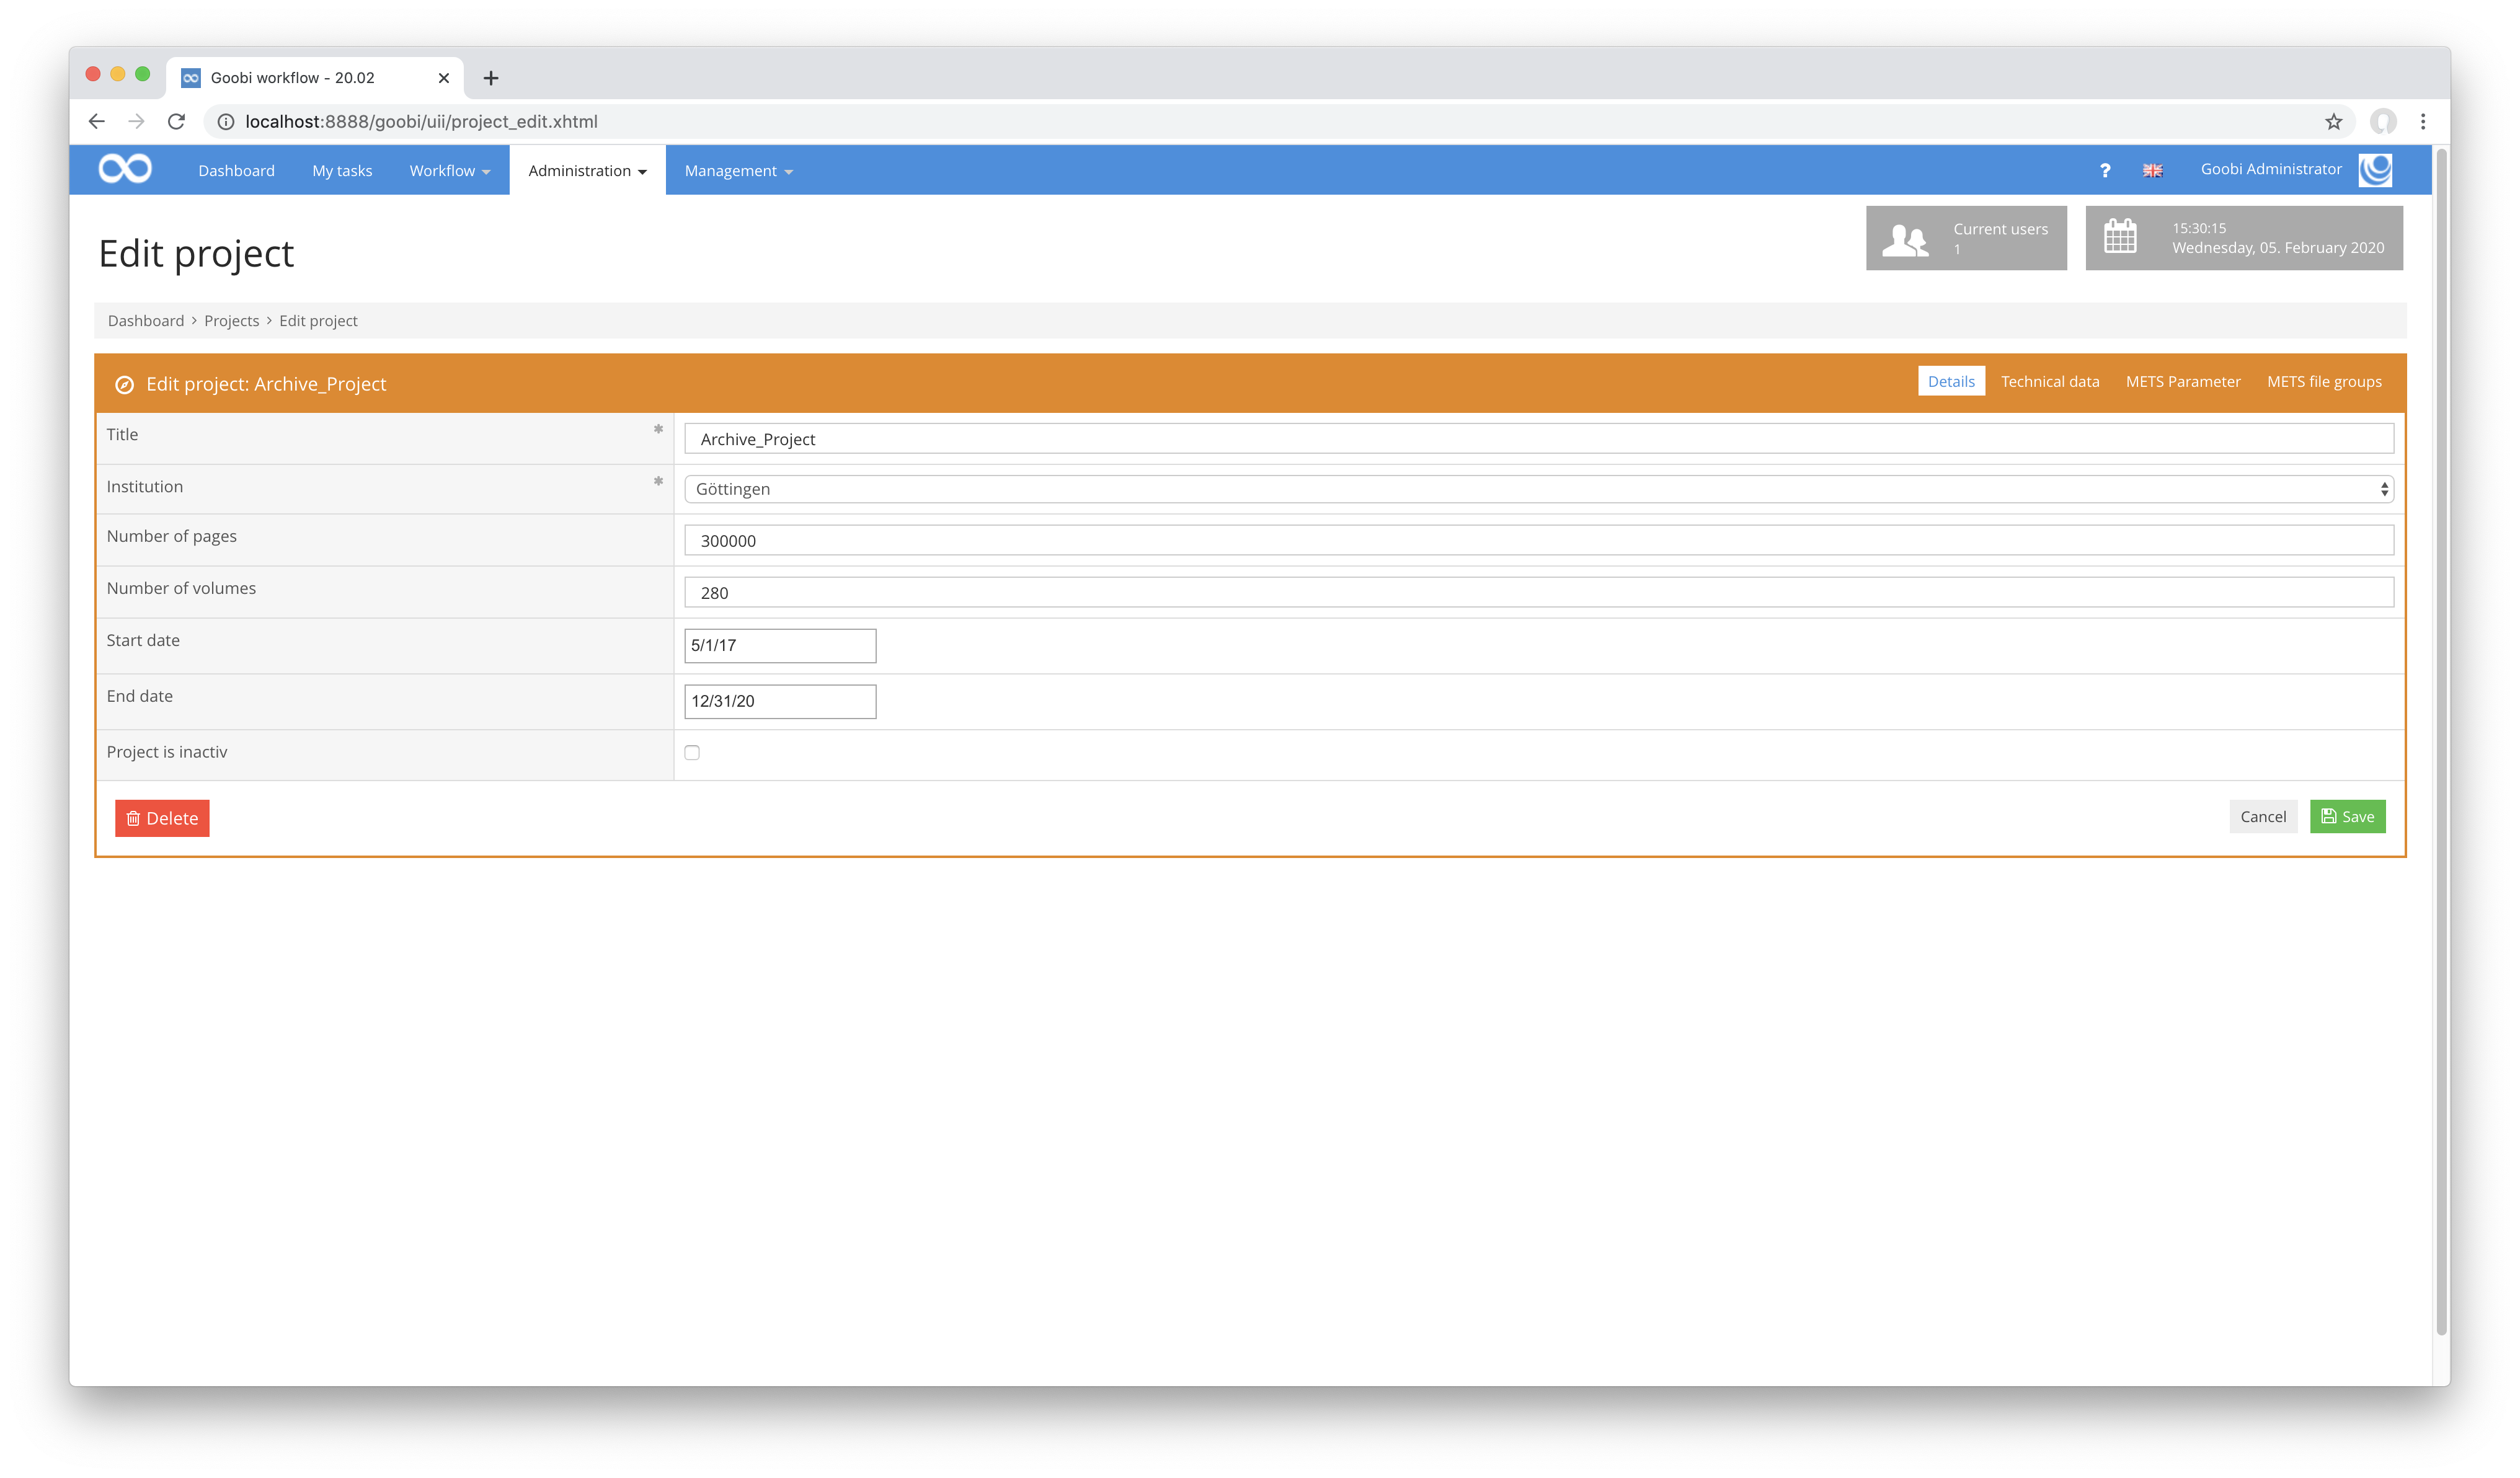 Goobi workflow - 20.02
localhost:8888/goobi/uii/project_edit.xhtml
Dashboard My tasks Workflow Administration Management ? Goobi Administrator
Edit project
Current users
1
15:30:15
Wednesday, 05. February 2020
Dashboard > Projects > Edit project
Edit project: Archive_Project Details Technical data METS Parameter METS file groups
Title * Archive_Project
Institution * Göttingen
Number of pages 300000
Number of volumes 280
Start date 5/1/17
End date 12/31/20
Project is inactiv
Delete Cancel Save